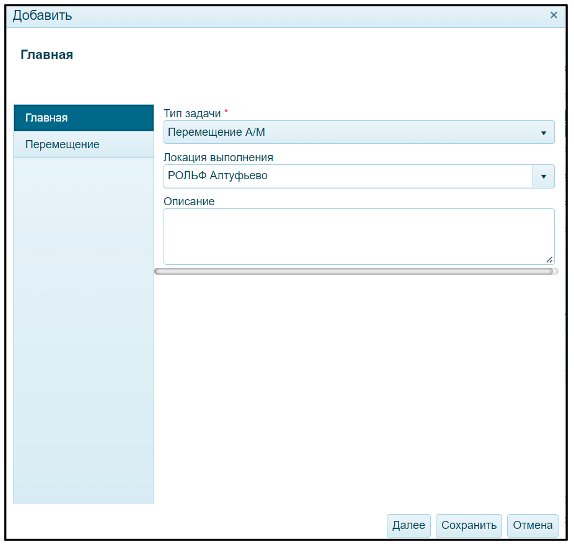 Добавить
Главная
Главная
Перемещение
Тип задачи *
Перемещение А/М
Локация выполнения
РОЛЬФ Алтуфьево
Описание
Далее Сохранить Отмена